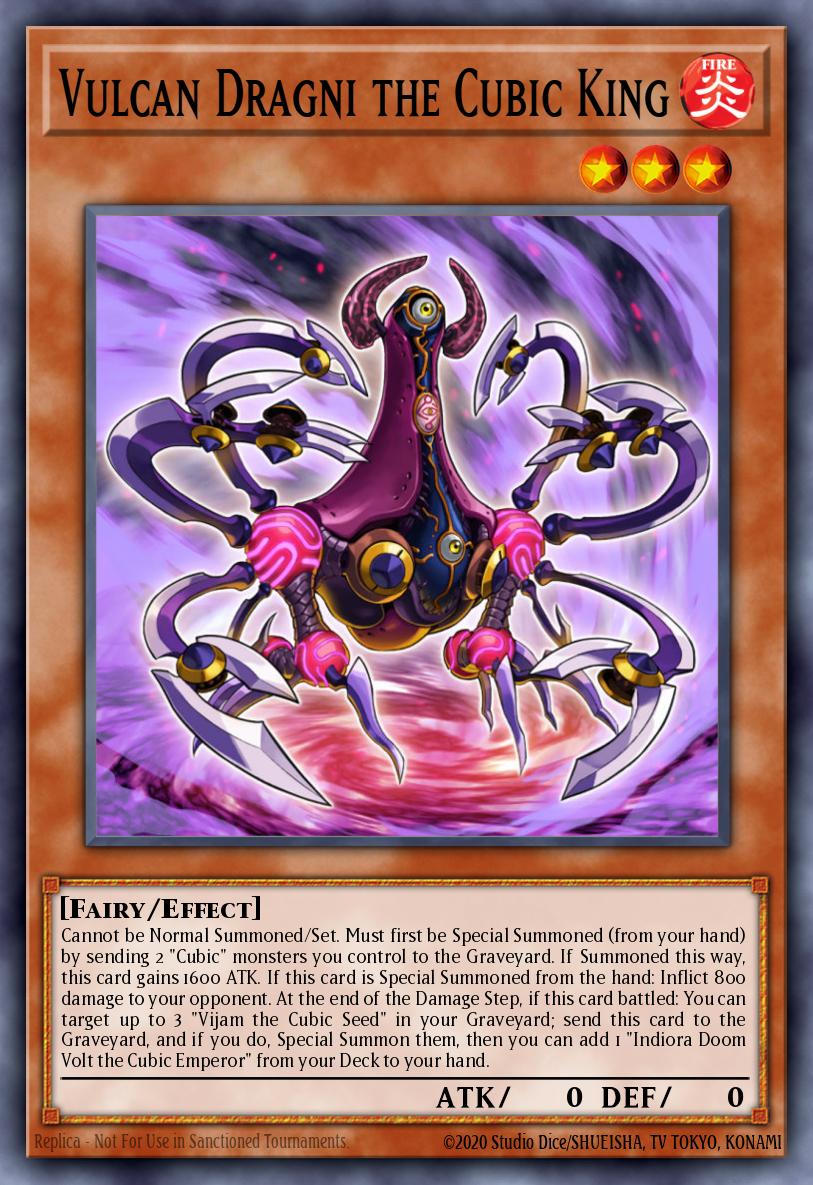 Vulcan Dragni the Cubic King
FIRE
炎
[Fairy/Effect]
Cannot be Normal Summoned/Set. Must first be Special Summoned (from your hand)
by sending 2 "Cubic" monsters you control to the Graveyard. If Summoned this way,
this card gains 1600 ATK. If this card is Special Summoned from the hand: Inflict 800
damage to your opponent. At the end of the Damage Step, if this card battled: You can
target up to 3 "Vijam the Cubic Seed" in your Graveyard; send this card to the
Graveyard, and if you do, Special Summon them, then you can add 1 "Indiora Doom
Volt the Cubic Emperor" from your Deck to your hand.
ATK/ 0 DEF/ 0
Replica - Not For Use in Sanctioned Tournaments.
©2020 Studio Dice/SHUEISHA, TV TOKYO, KONAMI